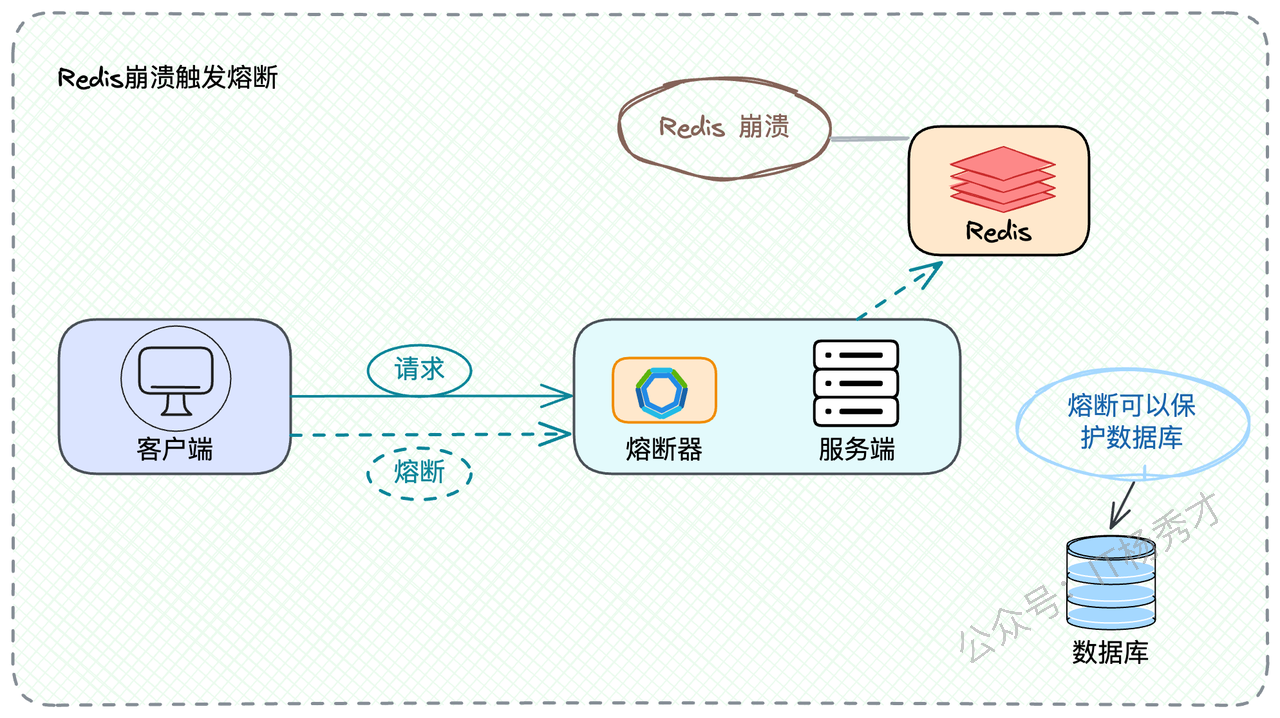 Redis崩溃触发熔断
Redis 崩溃
Redis
请求
客户端
熔断
熔断器
服务端
熔断可以保
护数据库
数据库
公众号：IT杨秀才